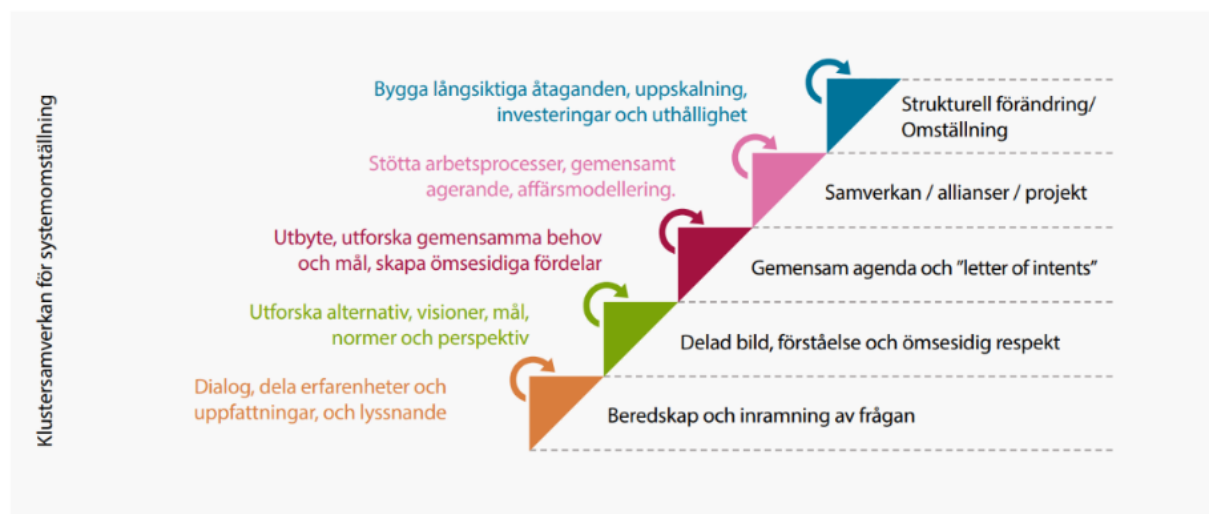 Klustersamverkan för systemomställning
Bygga långsiktiga åtaganden, uppskalning,
investeringar och uthållighet
Strukturell förändring/
Omställning
Stötta arbetsprocesser, gemensamt
agerande, affärsmodellering.
Samverkan / allianser / projekt
Utbyte, utforska gemensamma behov
och mål, skapa ömsesidiga fördelar
Gemensam agenda och ”letter of intents”
Utforska alternativ, visioner, mål,
normer och perspektiv
Delad bild, förståelse och ömsesidig respekt
Dialog, dela erfarenheter och
uppfattningar, och lyssnande
Beredskap och inramning av frågan